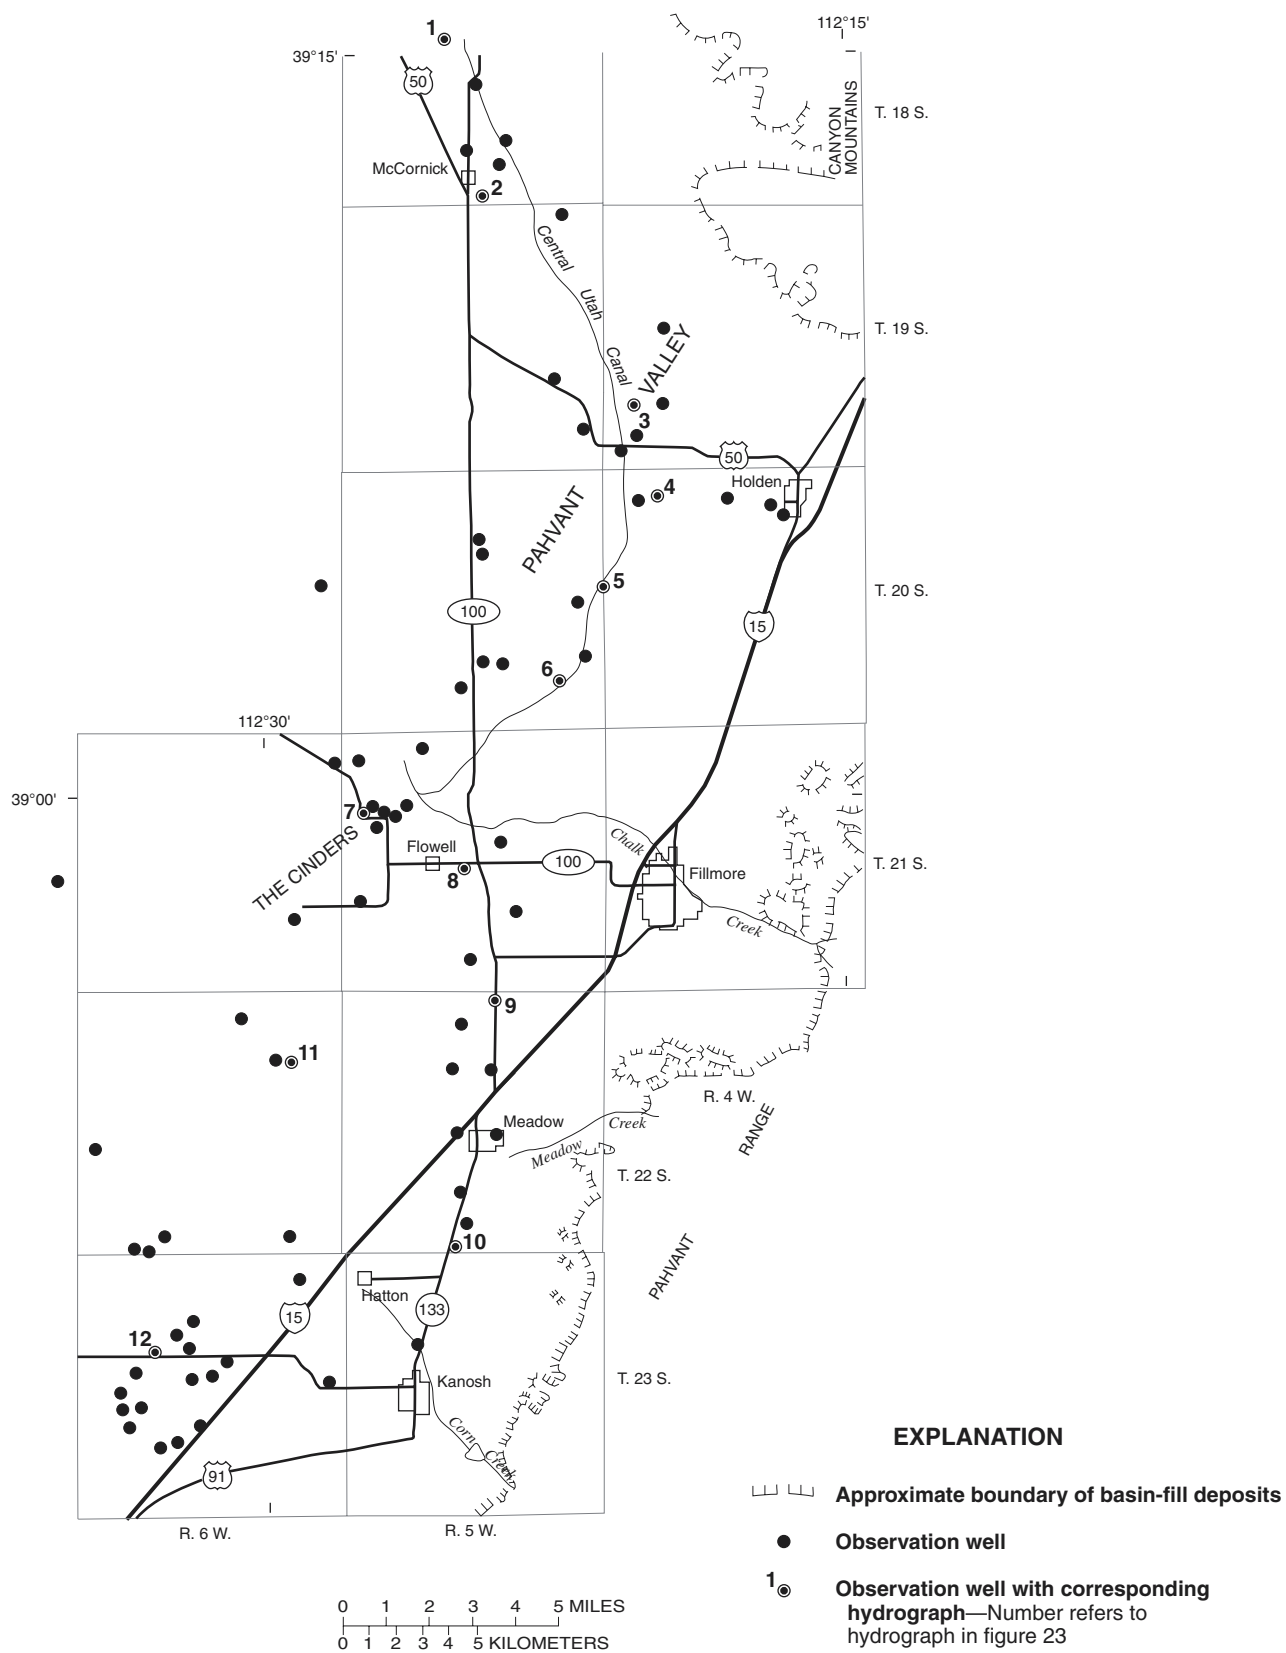 1
112°15'
39°15'
50
CANYON
MOUNTAINS
T. 18 S.
McCornick
2
Central
Utah
Canal
T. 19 S.
VALLEY
3
50
Holden
4
PAHVANT
5
T. 20 S.
100
15
6
112°30'
39°00'
7
THE CINDERS
Flowell
8
100
Chalk
Creek
Fillmore
T. 21 S.
9
11
R. 4 W.
Meadow
Meadow
Creek
RANGE
T. 22 S.
10
PAHVANT
Hatton
15
133
12
Kanosh
T. 23 S.
Corn
Creek
91
R. 6 W.
R. 5 W.
EXPLANATION
Approximate boundary of basin-fill deposits
Observation well
1
Observation well with corresponding
hydrograph—Number refers to
hydrograph in figure 23
0 1 2 3 4 5 MILES
0 1 2 3 4 5 KILOMETERS